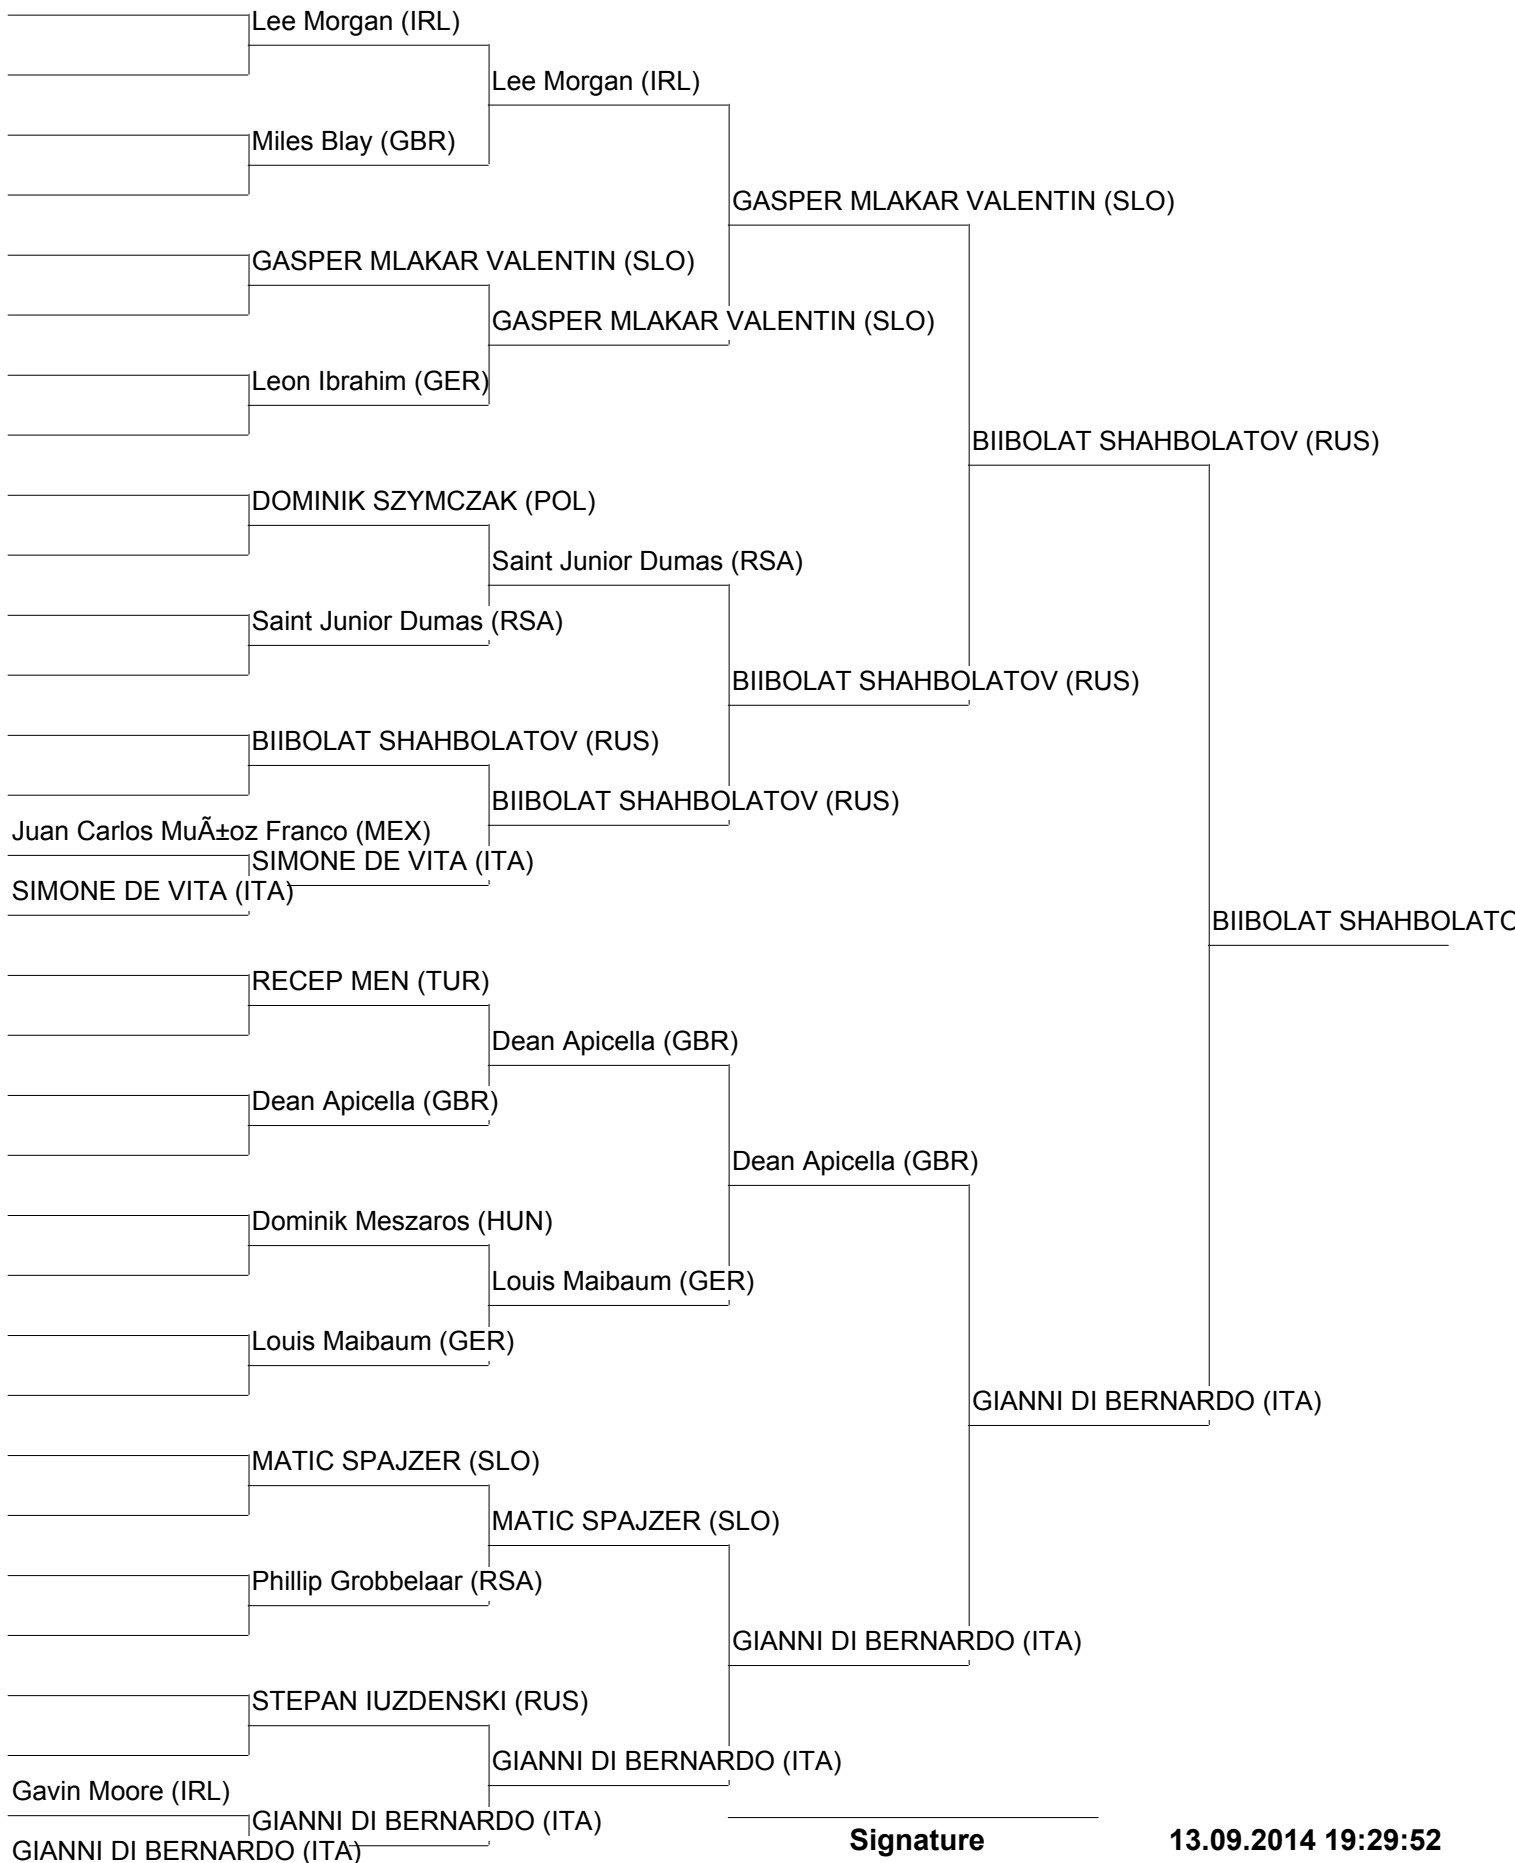 Lee Morgan (IRL)
Lee Morgan (IRL)
Miles Blay (GBR)
GASPER MLAKAR VALENTIN (SLO)
GASPER MLAKAR VALENTIN (SLO)
GASPER MLAKAR VALENTIN (SLO)
Leon Ibrahim (GER)
BIIBOLAT SHAHBOLATOV (RUS)
DOMINIK SZYMCZAK (POL)
Saint Junior Dumas (RSA)
Saint Junior Dumas (RSA)
BIIBOLAT SHAHBOLATOV (RUS)
BIIBOLAT SHAHBOLATOV (RUS)
BIIBOLAT SHAHBOLATOV (RUS)
Juan Carlos MuÃ±oz Franco (MEX)
SIMONE DE VITA (ITA)
SIMONE DE VITA (ITA)
BIIBOLAT SHAHBOLATO
RECEP MEN (TUR)
Dean Apicella (GBR)
Dean Apicella (GBR)
Dean Apicella (GBR)
Dominik Meszaros (HUN)
Louis Maibaum (GER)
Louis Maibaum (GER)
GIANNI DI BERNARDO (ITA)
MATIC SPAJZER (SLO)
MATIC SPAJZER (SLO)
Phillip Grobbelaar (RSA)
GIANNI DI BERNARDO (ITA)
STEPAN IUZDENSKI (RUS)
GIANNI DI BERNARDO (ITA)
Gavin Moore (IRL)
GIANNI DI BERNARDO (ITA)
GIANNI DI BERNARDO (ITA)
Signature 13.09.2014 19:29:52